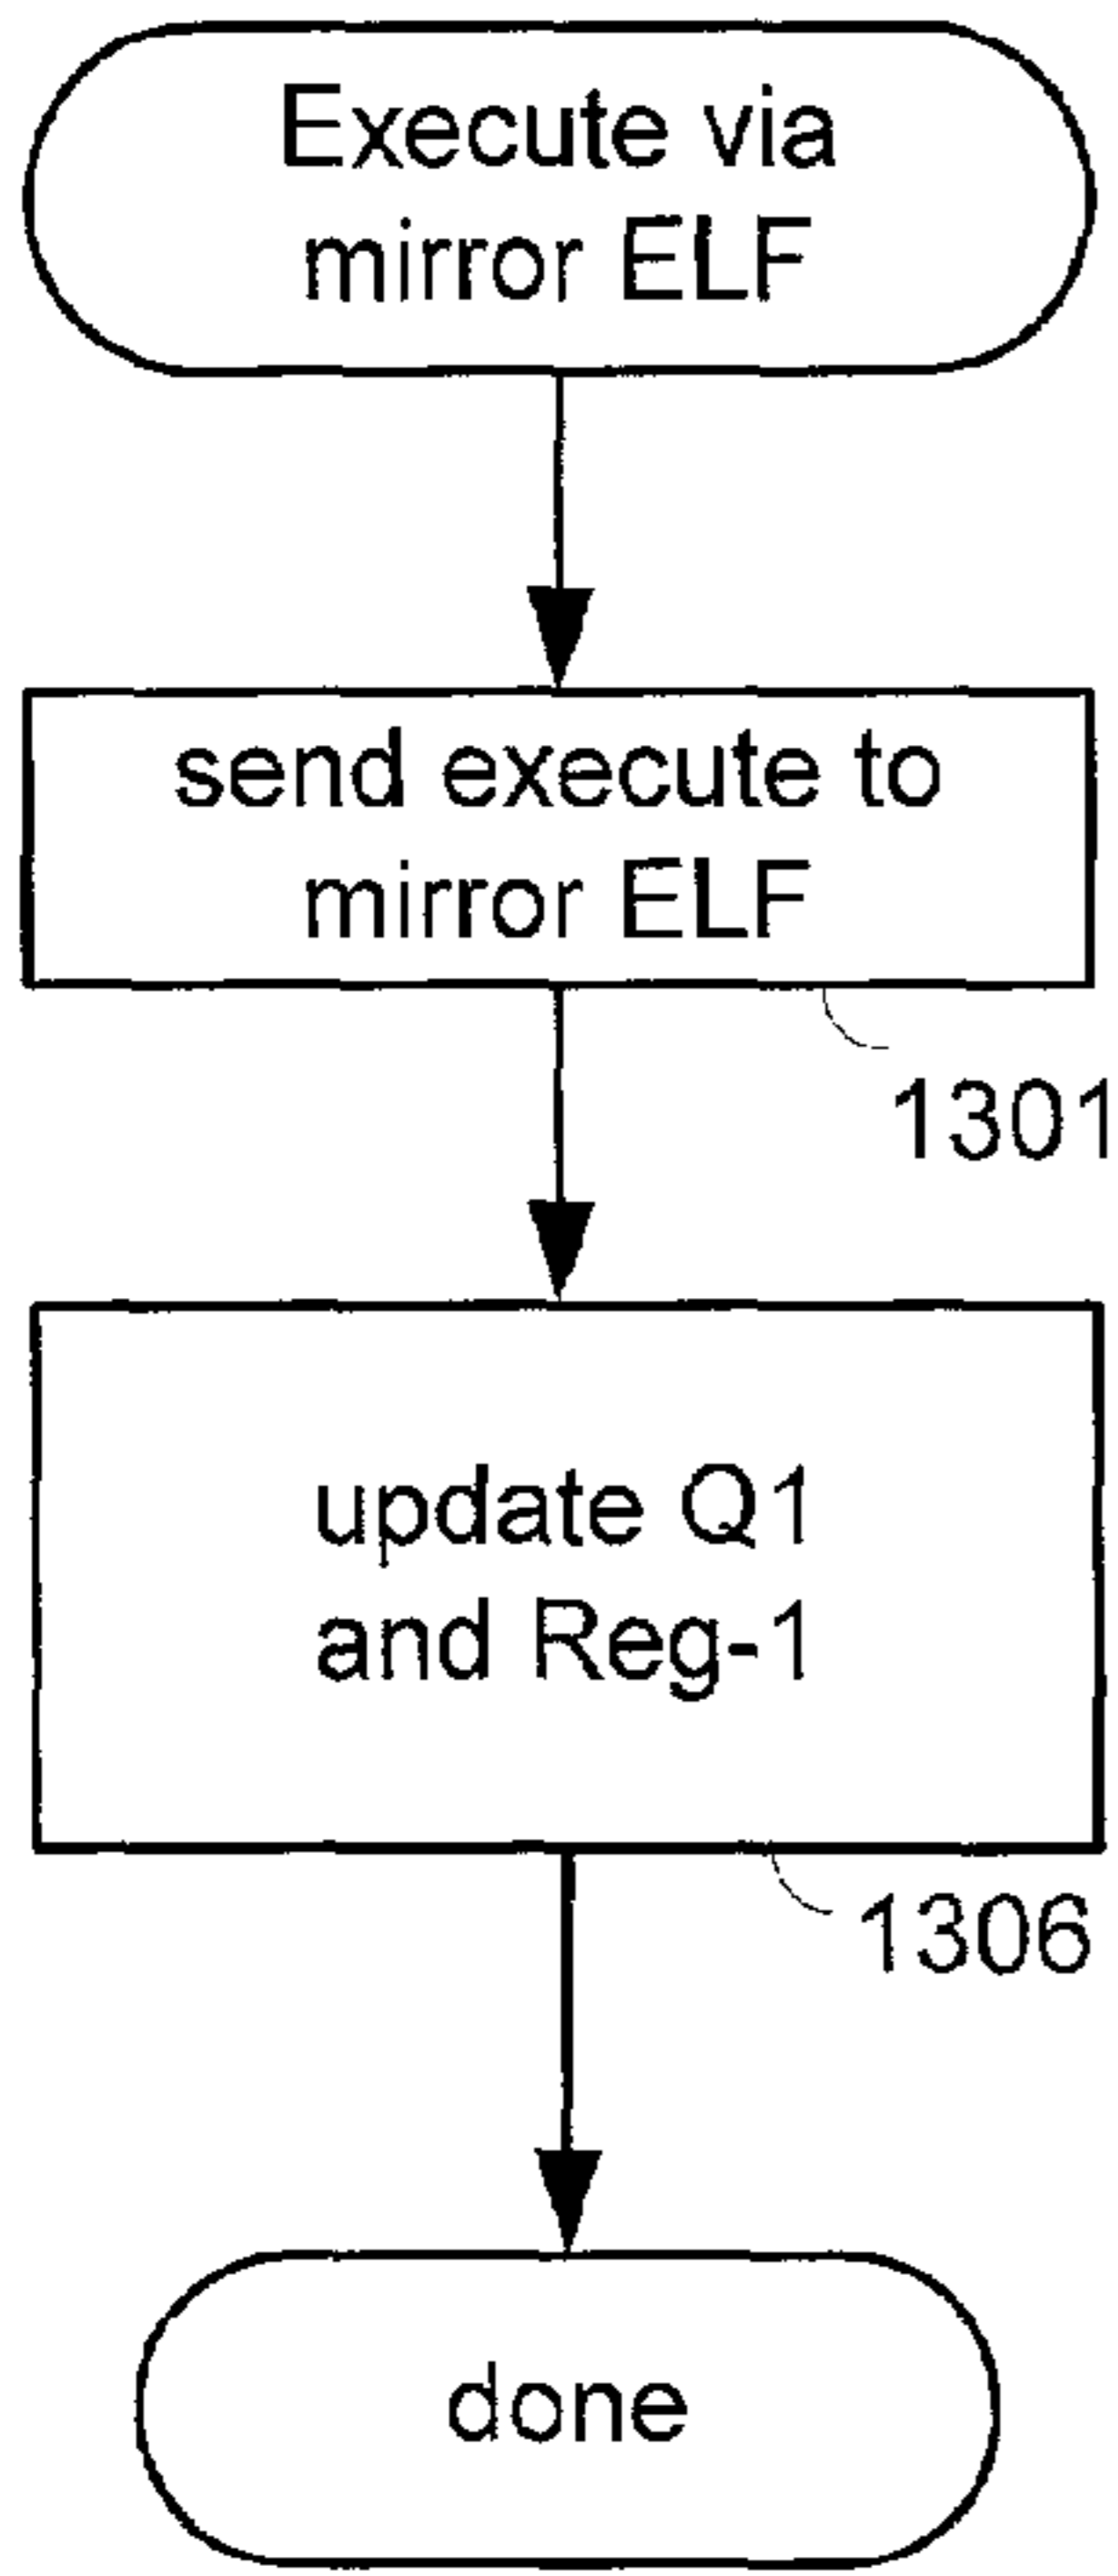 Execute via
mirror ELF
send execute to
mirror ELF
1301
update Q1
and Reg-1
1306
done